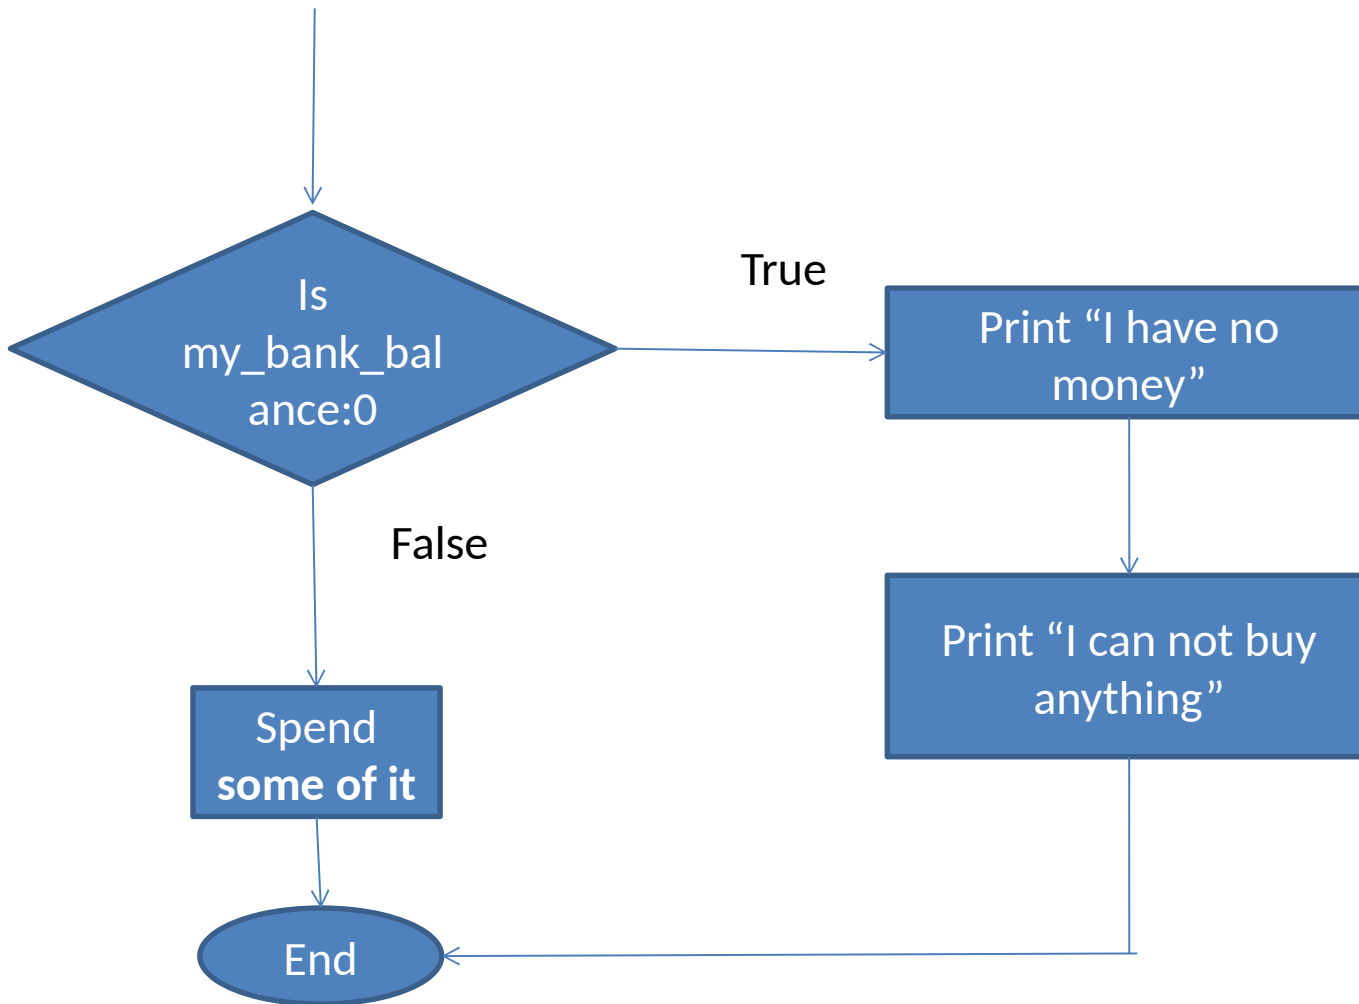 Is
my_bank_bal
ance:0
True
Print “I have no
money”
False
Print “I can not buy
anything”
Spend
some of it
End